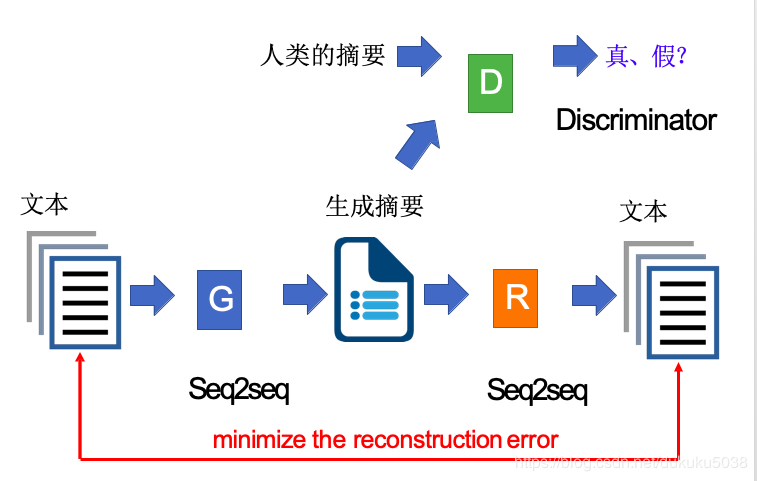 人类的摘要
D
真、假?
Discriminator
文本
生成摘要
文本
G
R
Seq2seq
Seq2seq
minimize the reconstruction error
https://blog.csdn.net/dukuku5038